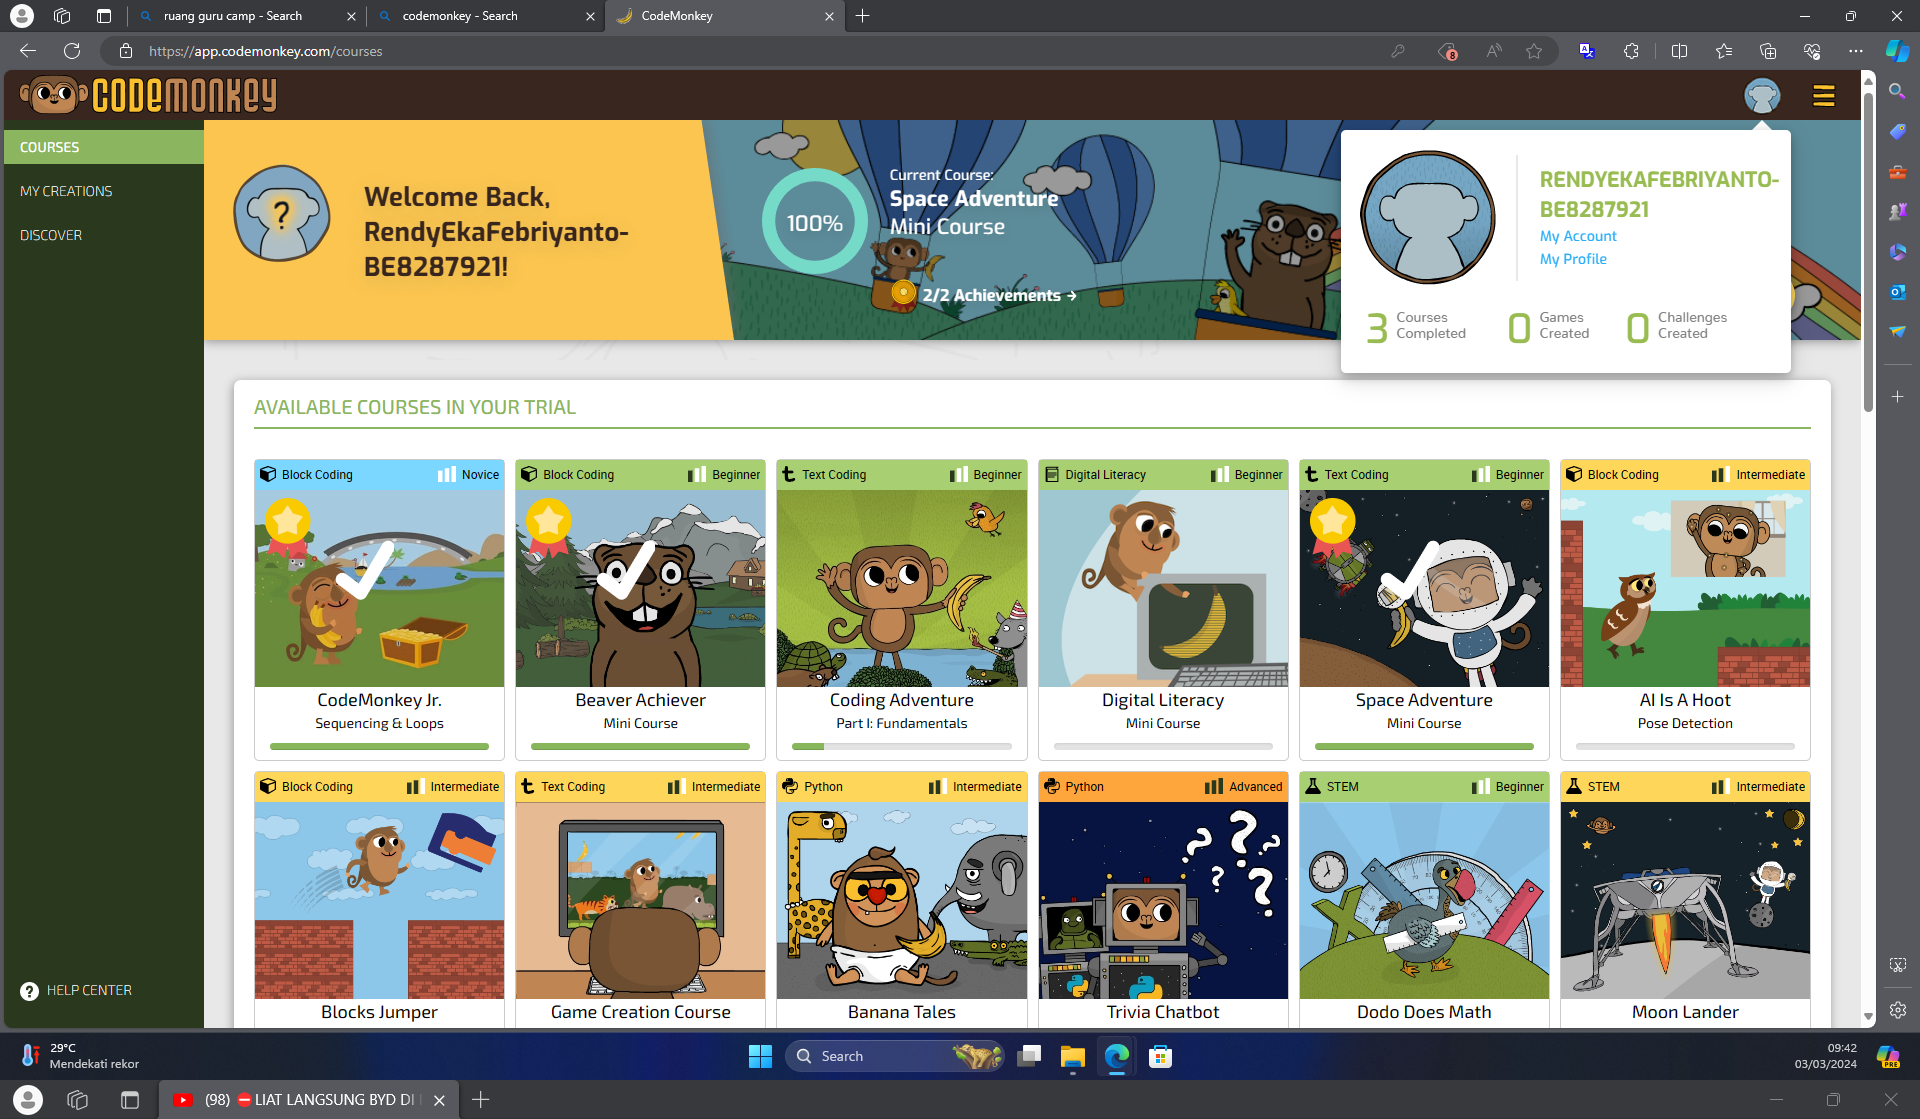 ruang guru camp - Search
codemonkey - Search
CodeMonkey
https://app.codemonkey.com/courses
8
CODEMONKEY
COURSES
MY CREATIONS
DISCOVER
HELP CENTER
?
Welcome Back,
RendyEkaFebriyanto-
BE8287921!
100%
Current Course:
Space Adventure
Mini Course
2/2 Achievements →
RENDYEKAFEBRIYANTO-
BE8287921
My Account
My Profile
3 Courses Completed
0 Games Created
0 Challenges Created
AVAILABLE COURSES IN YOUR TRIAL
Block Coding Novice
CodeMonkey Jr.
Sequencing & Loops
Block Coding Beginner
Beaver Achiever
Mini Course
Text Coding Beginner
Coding Adventure
Part I: Fundamentals
Digital Literacy Beginner
Digital Literacy
Mini Course
Text Coding Beginner
Space Adventure
Mini Course
Block Coding Intermediate
AI Is A Hoot
Pose Detection
Block Coding Intermediate
Blocks Jumper
Text Coding Intermediate
Game Creation Course
Python Intermediate
Banana Tales
Python Advanced
? ? ? ? ?
Trivia Chatbot
STEM Beginner
Dodo Does Math
STEM Intermediate
Moon Lander
29°C
Mendekati rekor
Search
09:42
03/03/2024
PRE
(98) ⛔LIAT LANGSUNG BYD DI